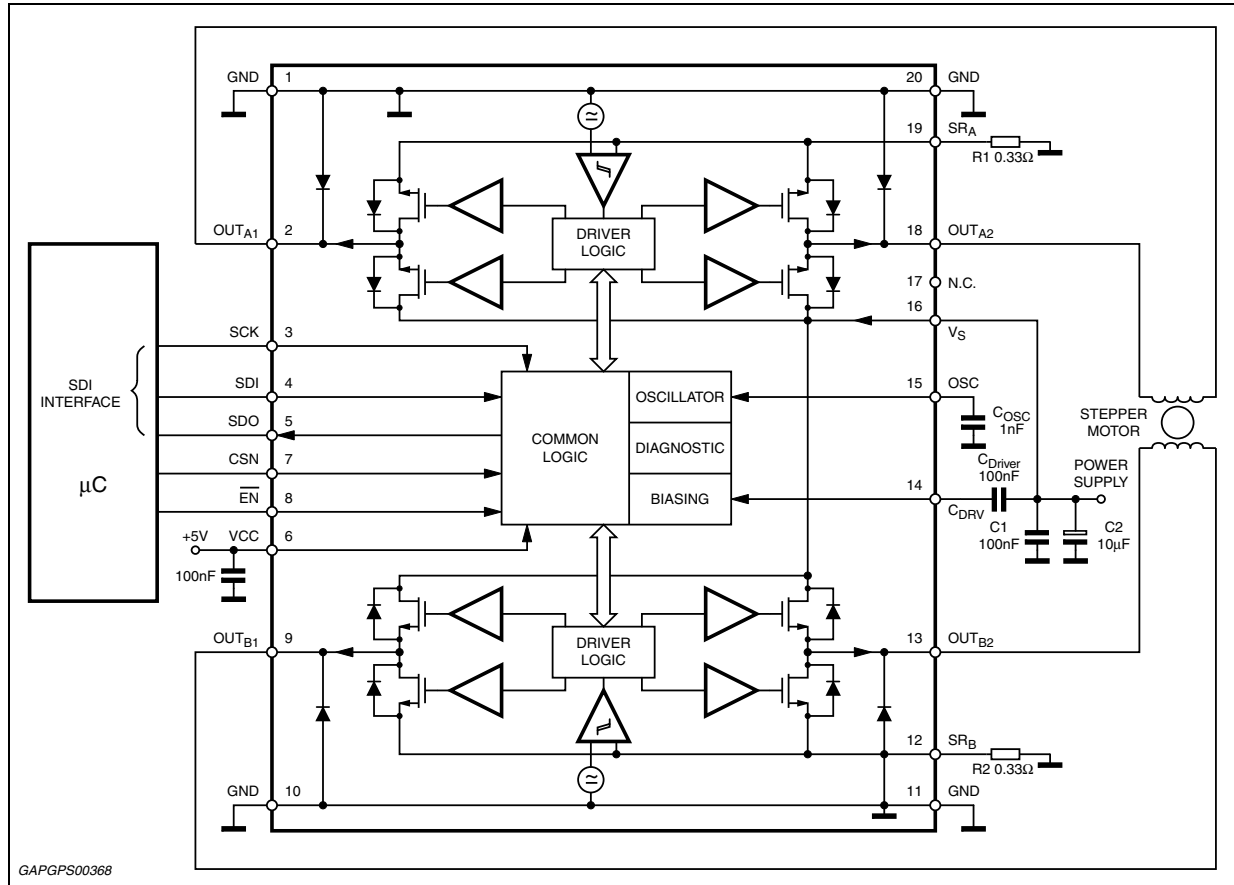 GND 1
20 GND
19 SRA
R1 0.33Ω
OUTA1 2
DRIVER
LOGIC
18 OUTA2
17 N.C.
16
VS
SCK 3
SDI
INTERFACE
SDI 4
SDO 5
CSN 7
EN 8
µC
+5V VCC 6
100nF
COMMON
LOGIC
OSCILLATOR
DIAGNOSTIC
BIASING
15 OSC
COSC
1nF
STEPPER
MOTOR
CDriver
100nF
POWER
SUPPLY
14
CDRV
C1
100nF
C2
10µF
OUTB1 9
DRIVER
LOGIC
13 OUTB2
12 SRB
R2 0.33Ω
GND 10
11 GND
GAPGPS00368